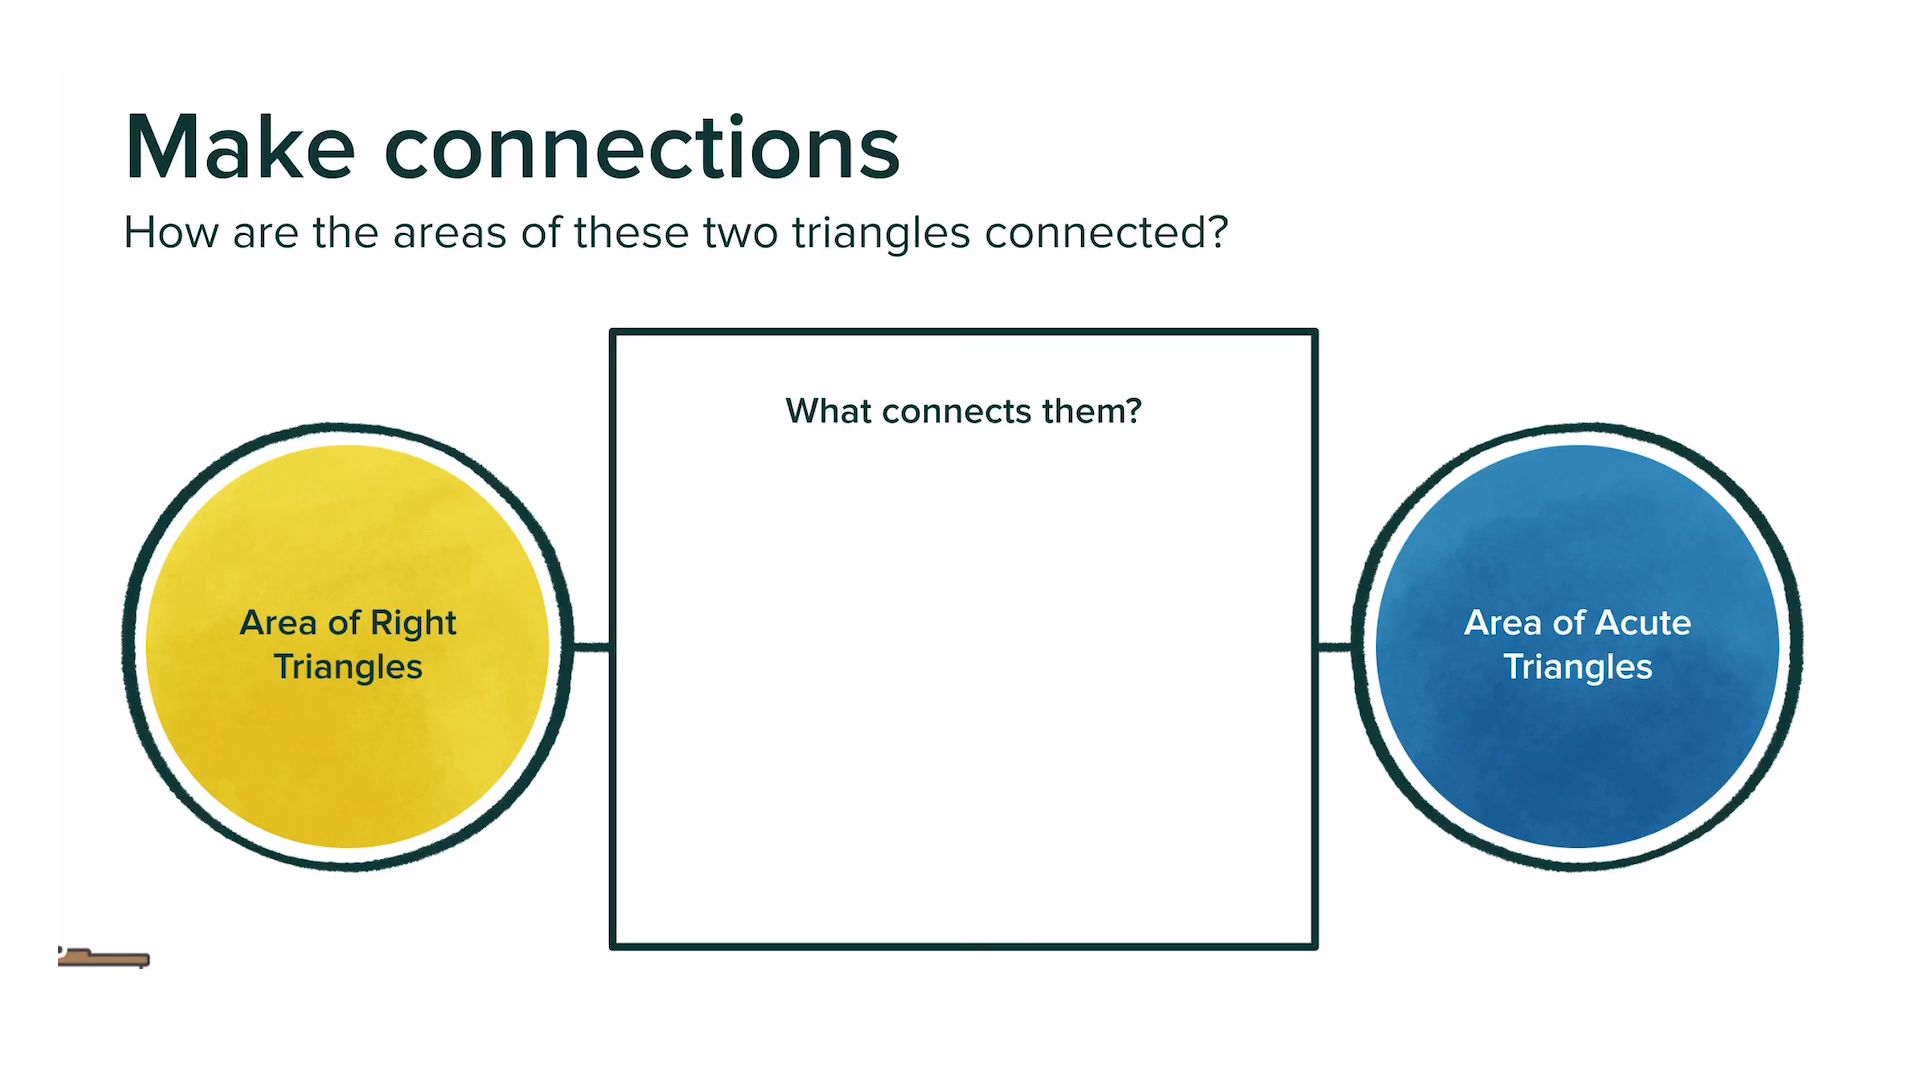 Make connections
How are the areas of these two triangles connected?
What connects them?
Area of Right
Triangles
Area of Acute
Triangles